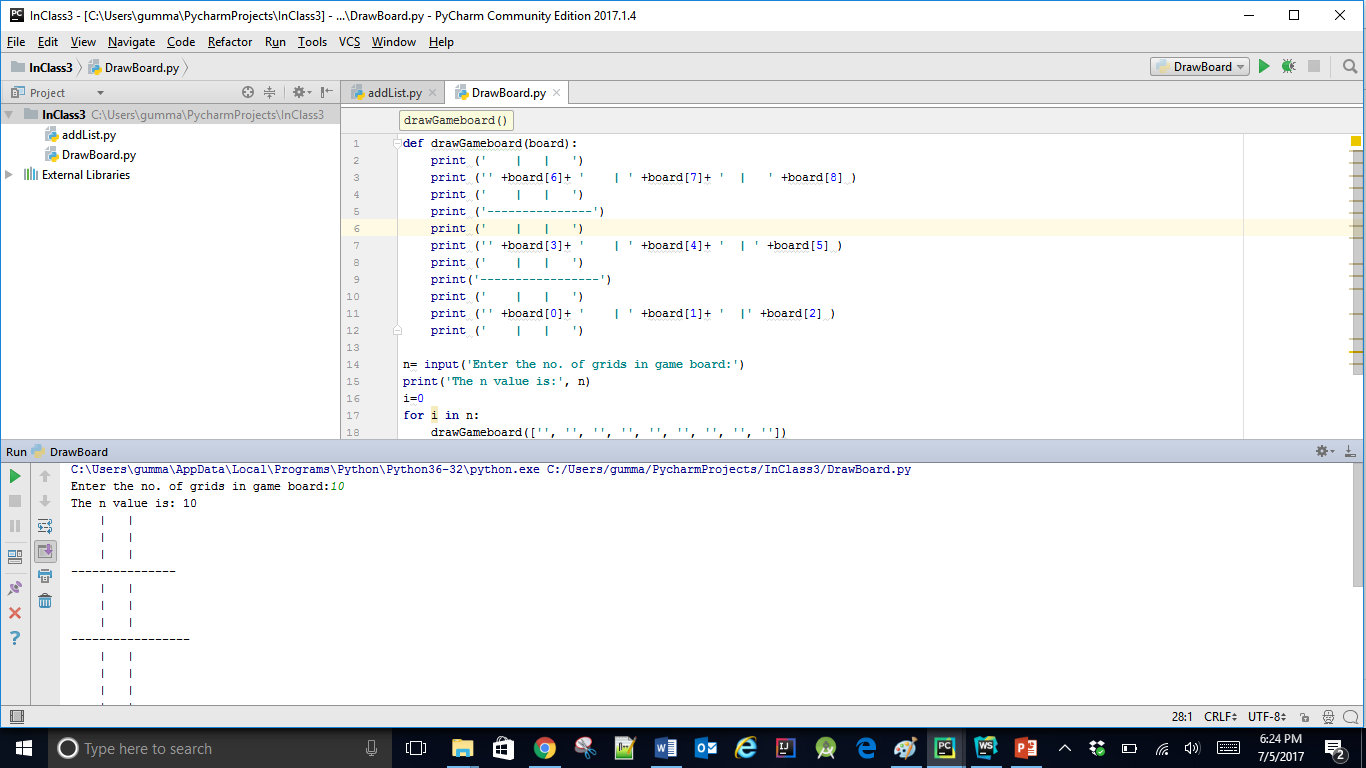 InClass3 - [C:\Users\gumma\PycharmProjects\InClass3] - ...\DrawBoard.py - PyCharm Community Edition 2017.1.4
File Edit View Navigate Code Refactor Run Tools VCS Window Help
InClass3 DrawBoard.py DrawBoard
Project addList.py DrawBoard.py
InClass3 C:\Users\gumma\PycharmProjects\InClass3
addList.py
DrawBoard.py
External Libraries
drawGameboard()
1 def drawGameboard(board):
2     print ('    |   |   ')
3     print ('' +board[6]+ '    | ' +board[7]+ '  |   ' +board[8] )
4     print ('    |   |   ')
5     print ('---------------')
6     print ('    |   |   ')
7     print ('' +board[3]+ '    | ' +board[4]+ '  | ' +board[5] )
8     print ('    |   |   ')
9     print('-----------------')
10     print ('    |   |   ')
11     print ('' +board[0]+ '    | ' +board[1]+ '  |' +board[2] )
12     print ('    |   |   ')
13
14 n= input('Enter the no. of grids in game board:')
15 print('The n value is:', n)
16 i=0
17 for i in n:
18     drawGameboard(['', '', '', '', '', '', '', '', ''])
Run DrawBoard
C:\Users\gumma\AppData\Local\Programs\Python\Python36-32\python.exe C:/Users/gumma/PycharmProjects/InClass3/DrawBoard.py
Enter the no. of grids in game board:10
The n value is: 10
    |   |
    |   |
    |   |
---------------
    |   |
    |   |
    |   |
-----------------
    |   |
    |   |
    |   |
28:1 CRLF UTF-8
Type here to search
6:24 PM
7/5/2017
2